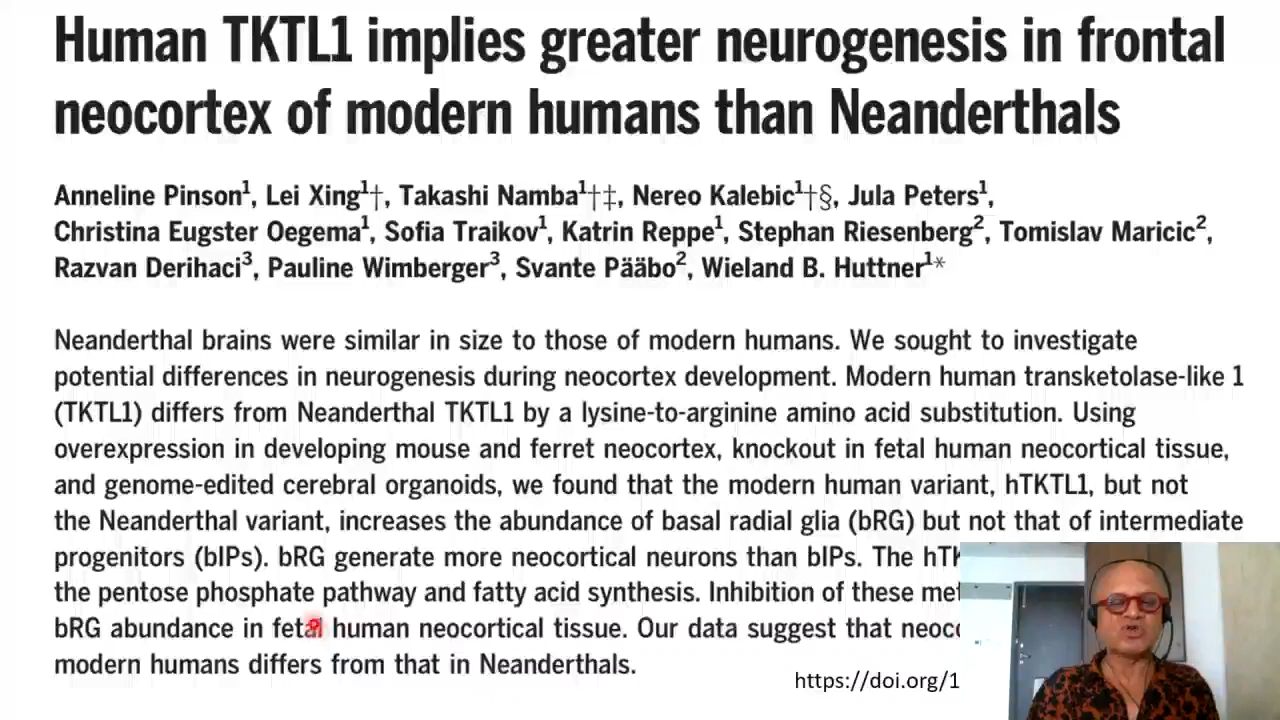 Human TKTL1 implies greater neurogenesis in frontal
neocortex of modern humans than Neanderthals
Anneline Pinson1, Lei Xing1†, Takashi Namba1†‡, Nereo Kalebic1†§, Jula Peters1,
Christina Eugster Oegema1, Sofia Traikov1, Katrin Reppe1, Stephan Riesenberg2, Tomislav Maricic2,
Razvan Derihaci3, Pauline Wimberger3, Svante Pääbo2, Wieland B. Huttner1*
Neanderthal brains were similar in size to those of modern humans. We sought to investigate
potential differences in neurogenesis during neocortex development. Modern human transketolase-like 1
(TKTL1) differs from Neanderthal TKTL1 by a lysine-to-arginine amino acid substitution. Using
overexpression in developing mouse and ferret neocortex, knockout in fetal human neocortical tissue,
and genome-edited cerebral organoids, we found that the modern human variant, hTKTL1, but not
the Neanderthal variant, increases the abundance of basal radial glia (bRG) but not that of intermediate
progenitors (bIPs). bRG generate more neocortical neurons than bIPs. The hTK
the pentose phosphate pathway and fatty acid synthesis. Inhibition of these met
bRG abundance in fetal human neocortical tissue. Our data suggest that neoc
modern humans differs from that in Neanderthals.
https://doi.org/1